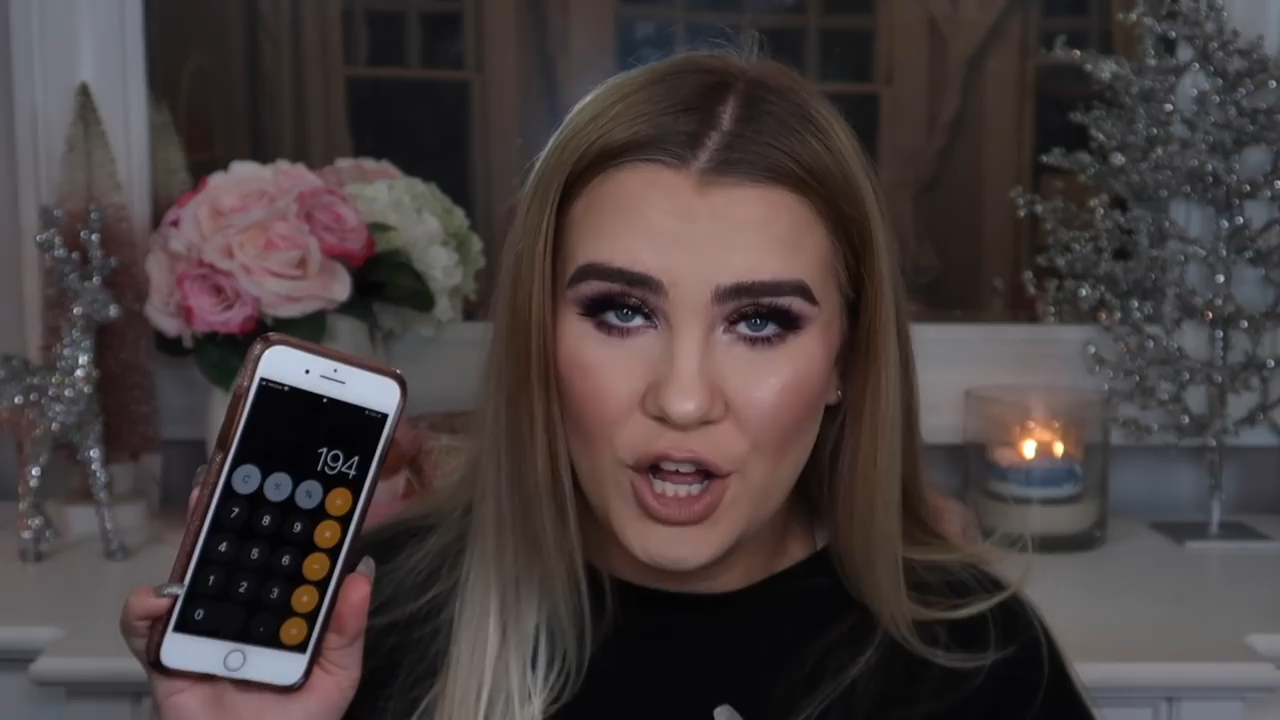 194
C %
7 8 9 ×
4 5 6 −
1 2 3 +
0 . =